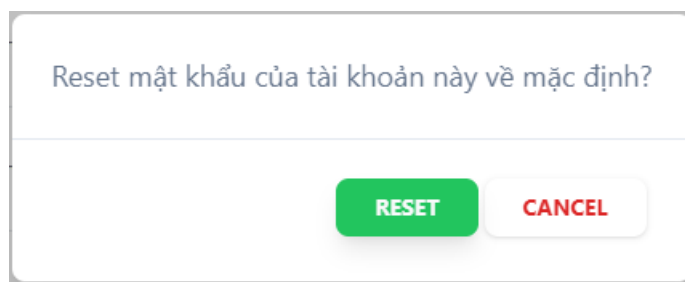 Reset mật khẩu của tài khoản này về mặc định?
RESET CANCEL